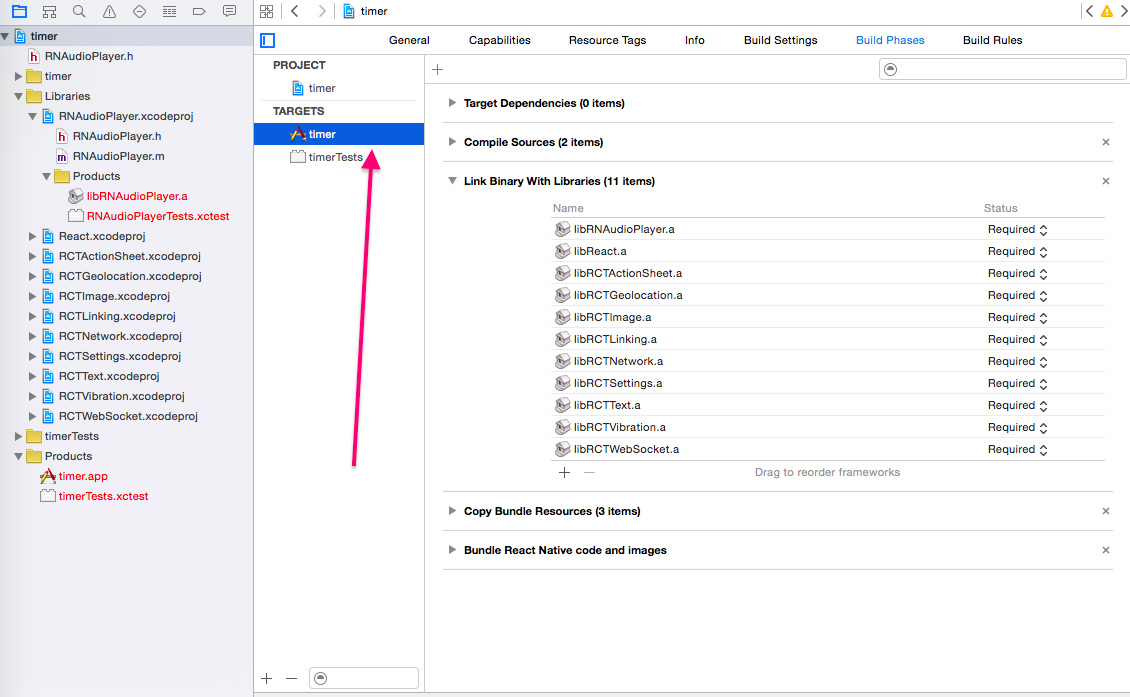 timer
RNAudioPlayer.h
timer
Libraries
RNAudioPlayer.xcodeproj
RNAudioPlayer.h
RNAudioPlayer.m
Products
libRNAudioPlayer.a
RNAudioPlayerTests.xctest
React.xcodeproj
RCTActionSheet.xcodeproj
RCTGeolocation.xcodeproj
RCTImage.xcodeproj
RCTLinking.xcodeproj
RCTNetwork.xcodeproj
RCTSettings.xcodeproj
RCTText.xcodeproj
RCTVibration.xcodeproj
RCTWebSocket.xcodeproj
timerTests
Products
timer.app
timerTests.xctest
timer
General Capabilities Resource Tags Info Build Settings Build Phases Build Rules
PROJECT
timer
TARGETS
timer
timerTests
Target Dependencies (0 items)
Compile Sources (2 items)
Link Binary With Libraries (11 items)
Name Status
libRNAudioPlayer.a Required
libReact.a Required
libRCTActionSheet.a Required
libRCTGeolocation.a Required
libRCTImage.a Required
libRCTLinking.a Required
libRCTNetwork.a Required
libRCTSettings.a Required
libRCTText.a Required
libRCTVibration.a Required
libRCTWebSocket.a Required
Drag to reorder frameworks
Copy Bundle Resources (3 items)
Bundle React Native code and images